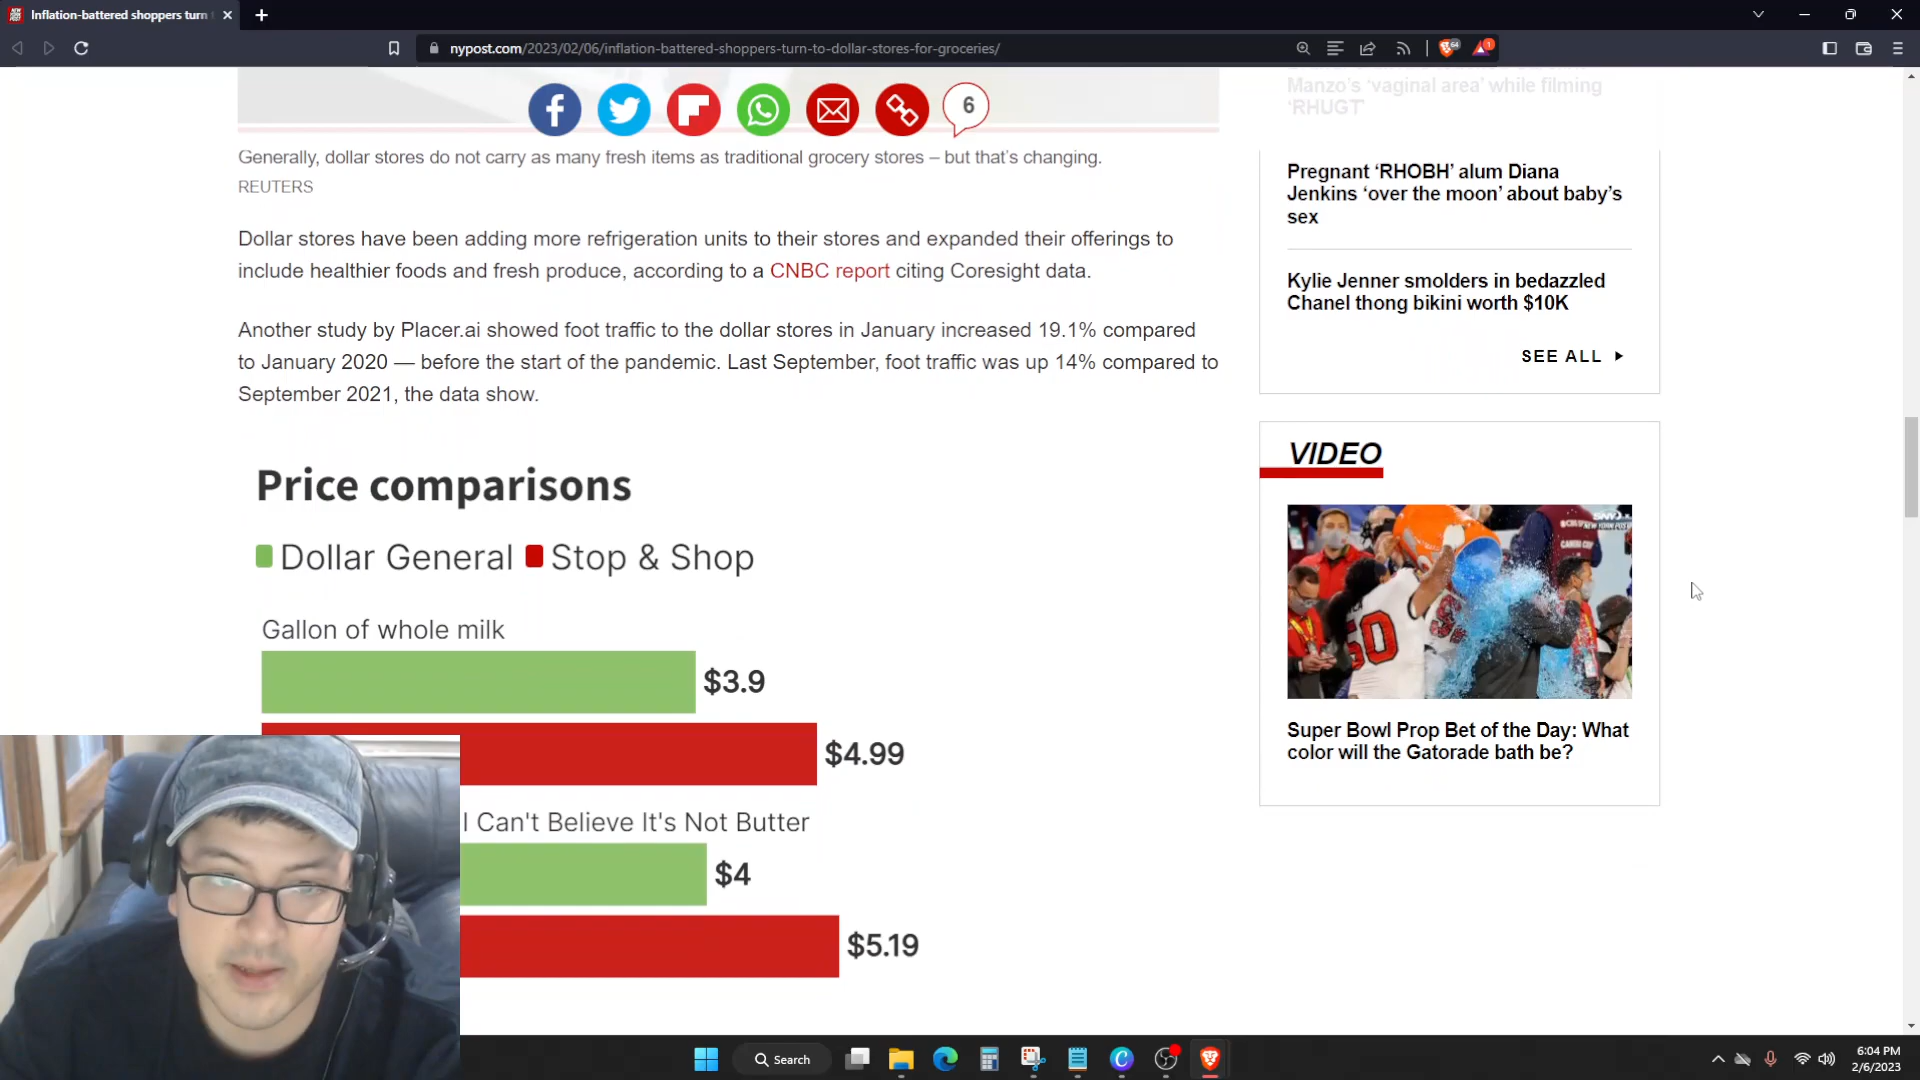 Inflation-battered shoppers turn
nypost.com/2023/02/06/inflation-battered-shoppers-turn-to-dollar-stores-for-groceries/
6
Generally, dollar stores do not carry as many fresh items as traditional grocery stores – but that's changing.
REUTERS
Dollar stores have been adding more refrigeration units to their stores and expanded their offerings to
include healthier foods and fresh produce, according to a CNBC report citing Coresight data.
Another study by Placer.ai showed foot traffic to the dollar stores in January increased 19.1% compared
to January 2020 — before the start of the pandemic. Last September, foot traffic was up 14% compared to
September 2021, the data show.
Price comparisons
Dollar General Stop & Shop
Gallon of whole milk
$3.9
$4.99
I Can't Believe It's Not Butter
$4
$5.19
Manzo's ‘vaginal area’ while filming
‘RHUGT’
Pregnant ‘RHOBH’ alum Diana
Jenkins ‘over the moon’ about baby's
sex
Kylie Jenner smolders in bedazzled
Chanel thong bikini worth $10K
SEE ALL
VIDEO
SNY
50
Super Bowl Prop Bet of the Day: What
color will the Gatorade bath be?
Search
6:04 PM
2/6/2023